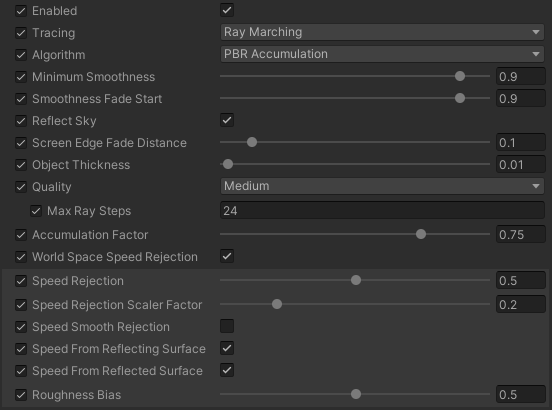 Enabled
Tracing Ray Marching
Algorithm PBR Accumulation
Minimum Smoothness 0.9
Smoothness Fade Start 0.9
Reflect Sky
Screen Edge Fade Distance 0.1
Object Thickness 0.01
Quality Medium
Max Ray Steps 24
Accumulation Factor 0.75
World Space Speed Rejection
Speed Rejection 0.5
Speed Rejection Scaler Factor 0.2
Speed Smooth Rejection
Speed From Reflecting Surface
Speed From Reflected Surface
Roughness Bias 0.5